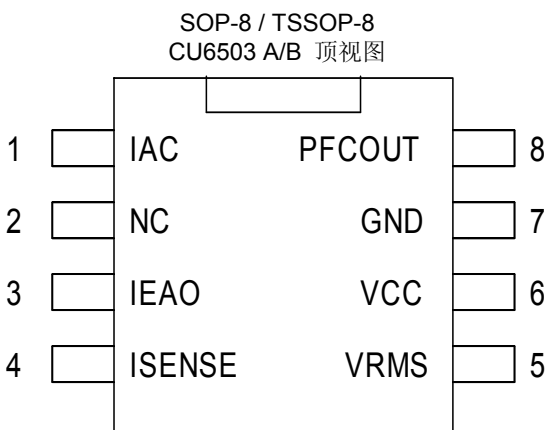 SOP-8 / TSSOP-8
CU6503 A/B 顶视图
1 IAC PFCOUT 8
2 NC GND 7
3 IEAO VCC 6
4 ISENSE VRMS 5